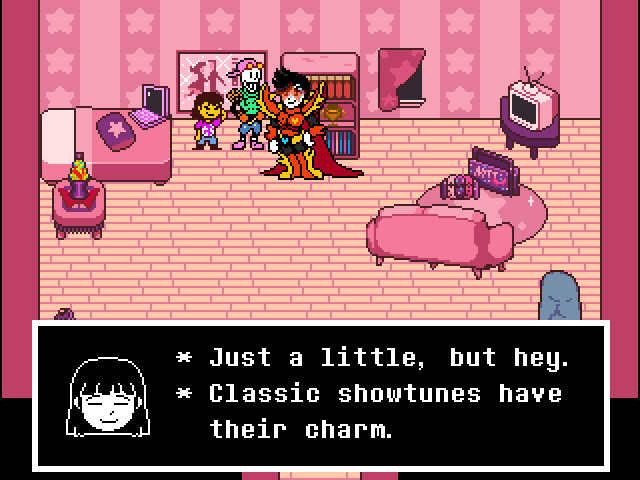 * Just a little, but hey.
* Classic showtunes have
their charm.